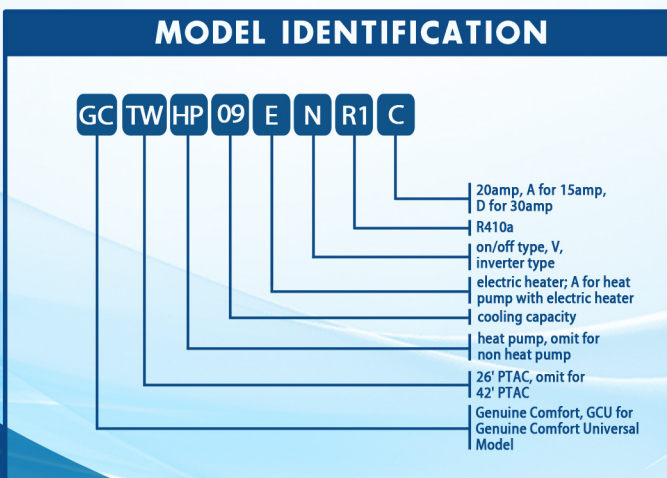 MODEL IDENTIFICATION
GC TW HP 09 E N R1 C
20amp, A for 15amp,
D for 30amp
R410a
on/off type, V,
inverter type
electric heater; A for heat
pump with electric heater
cooling capacity
heat pump, omit for
non heat pump
26' PTAC, omit for
42' PTAC
Genuine Comfort, GCU for
Genuine Comfort Universal
Model